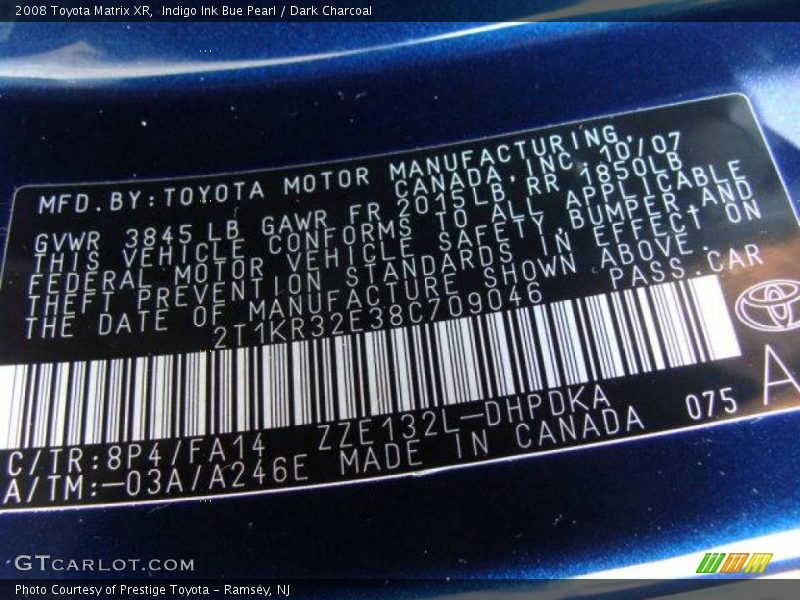 2008 Toyota Matrix XR,  Indigo Ink Bue Pearl / Dark Charcoal
MFD.BY:TOYOTA MOTOR MANUFACTURING,
CANADA,INC. 10/07
GVWR 3845LB GAWR FR 2015LB RR 1850LB
THIS VEHICLE CONFORMS TO ALL APPLICABLE
FEDERAL MOTOR VEHICLE SAFETY,BUMPER,AND
THEFT PREVENTION STANDARDS IN EFFECT ON
THE DATE OF MANUFACTURE SHOWN ABOVE.
2T1KR32E38C709046 PASS.CAR
C/TR:8P4/FA14 ZZE132L-DHPDKA 075 A
A/TM:-03A/A246E MADE IN CANADA
GTCARLOT.COM
Photo Courtesy of Prestige Toyota - Ramsey, NJ